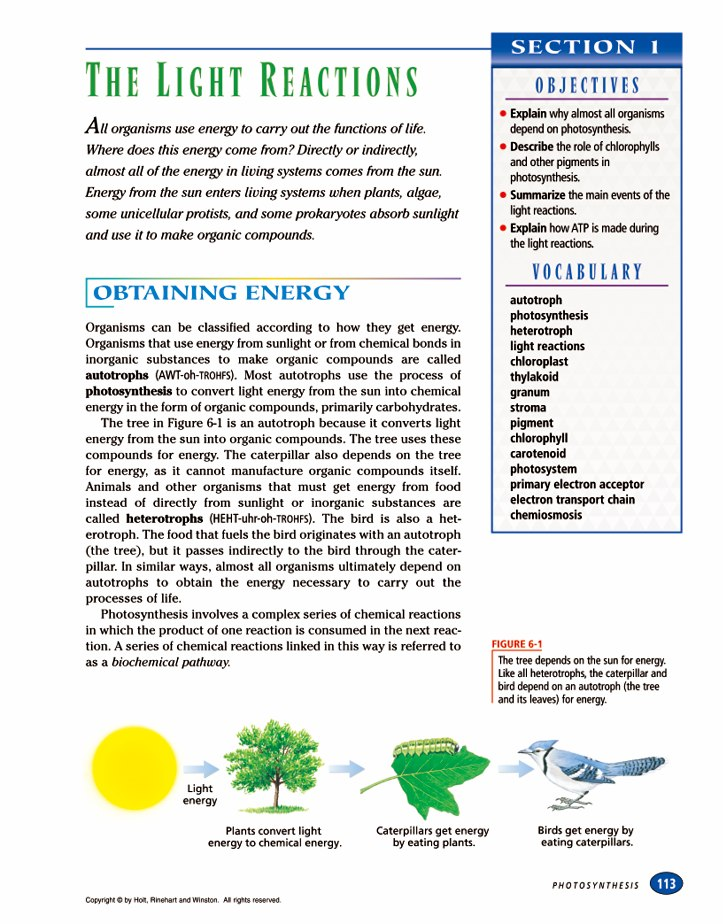 THE LIGHT REACTIONS
All organisms use energy to carry out the functions of life.
Where does this energy come from? Directly or indirectly,
almost all of the energy in living systems comes from the sun.
Energy from the sun enters living systems when plants, algae,
some unicellular protists, and some prokaryotes absorb sunlight
and use it to make organic compounds.
OBTAINING ENERGY
Organisms can be classified according to how they get energy.
Organisms that use energy from sunlight or from chemical bonds in
inorganic substances to make organic compounds are called
autotrophs (AWT-oh-TROHFS). Most autotrophs use the process of
photosynthesis to convert light energy from the sun into chemical
energy in the form of organic compounds, primarily carbohydrates.
The tree in Figure 6-1 is an autotroph because it converts light
energy from the sun into organic compounds. The tree uses these
compounds for energy. The caterpillar also depends on the tree
for energy, as it cannot manufacture organic compounds itself.
Animals and other organisms that must get energy from food
instead of directly from sunlight or inorganic substances are
called heterotrophs (HEHT-uhr-oh-TROHFS). The bird is also a het-
erotroph. The food that fuels the bird originates with an autotroph
(the tree), but it passes indirectly to the bird through the cater-
pillar. In similar ways, almost all organisms ultimately depend on
autotrophs to obtain the energy necessary to carry out the
processes of life.
Photosynthesis involves a complex series of chemical reactions
in which the product of one reaction is consumed in the next reac-
tion. A series of chemical reactions linked in this way is referred to
as a biochemical pathway.
SECTION 1
OBJECTIVES
● Explain why almost all organisms
depend on photosynthesis.
● Describe the role of chlorophylls
and other pigments in
photosynthesis.
● Summarize the main events of the
light reactions.
● Explain how ATP is made during
the light reactions.
VOCABULARY
autotroph
photosynthesis
heterotroph
light reactions
chloroplast
thylakoid
granum
stroma
pigment
chlorophyll
carotenoid
photosystem
primary electron acceptor
electron transport chain
chemiosmosis
FIGURE 6-1
The tree depends on the sun for energy.
Like all heterotrophs, the caterpillar and
bird depend on an autotroph (the tree
and its leaves) for energy.
Light
energy
Plants convert light
energy to chemical energy.
Caterpillars get energy
by eating plants.
Birds get energy by
eating caterpillars.
PHOTOSYNTHESIS 113
Copyright © by Holt, Rinehart and Winston. All rights reserved.